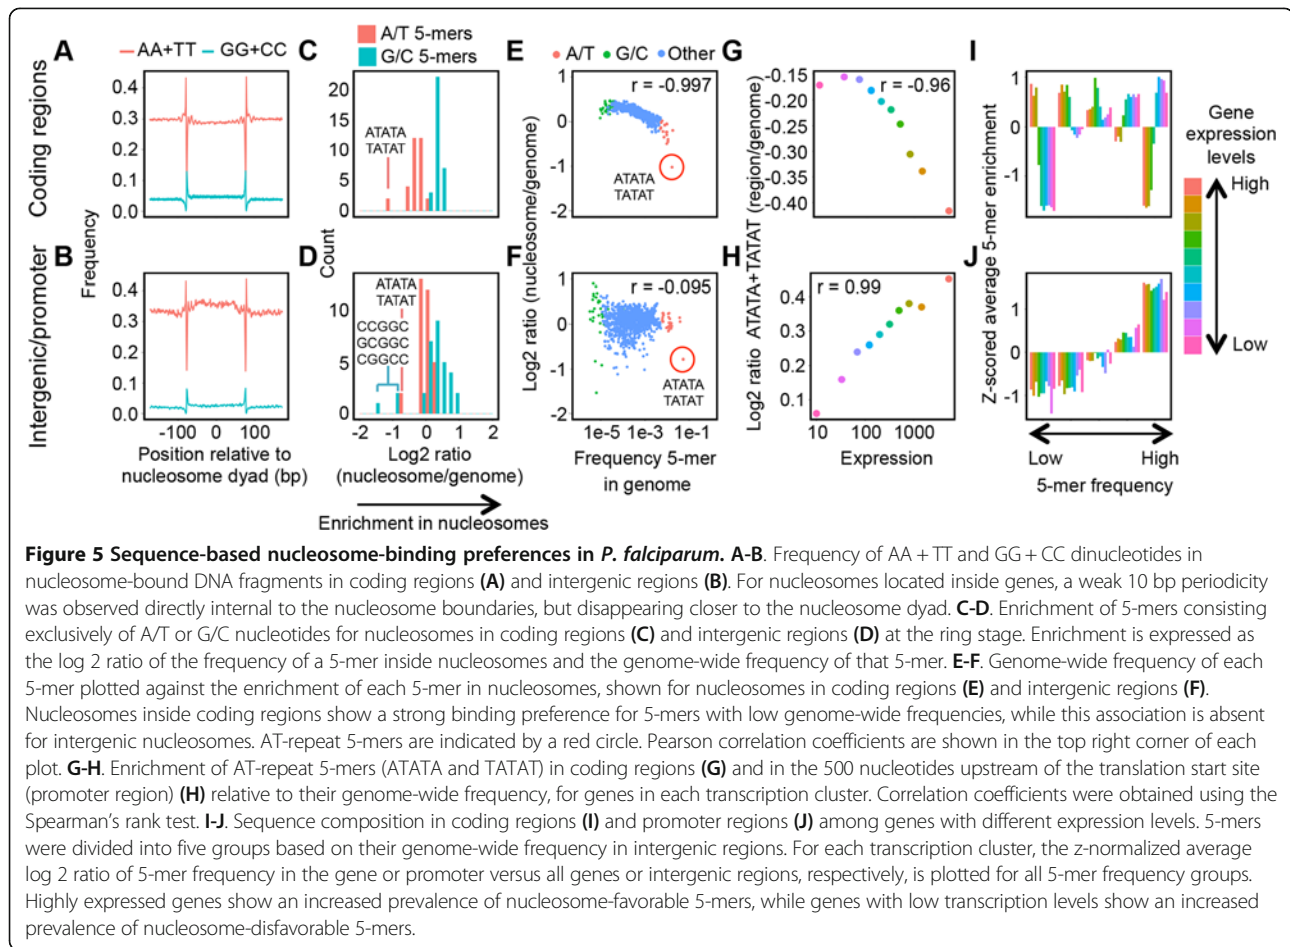 A
AA+TT
GG+CC
C
A/T 5-mers
G/C 5-mers
E
A/T
G/C
Other
G
I
Coding regions
0.4
0.3
0.2
0.1
0.0
20
15
10
5
0
ATATA
TATAT
Log2 ratio (nucleosome/genome)
1
0
-1
-2
r = -0.997
ATATA
TATAT
Log2 ratio ATATA+TATAT (region/genome)
-0.15
-0.20
-0.25
-0.30
-0.35
-0.40
r = -0.96
Z-scored average 5-mer enrichment
1
0
-1
Gene
expression
levels
High
Low
Intergenic/promoter
Frequency
Count
B
0.4
0.3
0.2
0.1
0.0
-100 0 100
Position relative to
nucleosome dyad (bp)
D
10
5
0
ATATA
TATAT
CCGGC
GCGGC
CGGCC
-2 -1 0 1 2
Log2 ratio
(nucleosome/genome)
Enrichment in nucleosomes
F
1
0
-1
-2
r = -0.095
ATATA
TATAT
1e-5 1e-3 1e-1
Frequency 5-mer
in genome
H
0.4
0.3
0.2
0.1
r = 0.99
10 100 1000
Expression
J
1
0
-1
Low High
5-mer frequency
Figure 5 Sequence-based nucleosome-binding preferences in P. falciparum. A-B. Frequency of AA + TT and GG + CC dinucleotides in
nucleosome-bound DNA fragments in coding regions (A) and intergenic regions (B). For nucleosomes located inside genes, a weak 10 bp periodicity
was observed directly internal to the nucleosome boundaries, but disappearing closer to the nucleosome dyad. C-D. Enrichment of 5-mers consisting
exclusively of A/T or G/C nucleotides for nucleosomes in coding regions (C) and intergenic regions (D) at the ring stage. Enrichment is expressed as
the log 2 ratio of the frequency of a 5-mer inside nucleosomes and the genome-wide frequency of that 5-mer. E-F. Genome-wide frequency of each
5-mer plotted against the enrichment of each 5-mer in nucleosomes, shown for nucleosomes in coding regions (E) and intergenic regions (F).
Nucleosomes inside coding regions show a strong binding preference for 5-mers with low genome-wide frequencies, while this association is absent
for intergenic nucleosomes. AT-repeat 5-mers are indicated by a red circle. Pearson correlation coefficients are shown in the top right corner of each
plot. G-H. Enrichment of AT-repeat 5-mers (ATATA and TATAT) in coding regions (G) and in the 500 nucleotides upstream of the translation start site
(promoter region) (H) relative to their genome-wide frequency, for genes in each transcription cluster. Correlation coefficients were obtained using the
Spearman's rank test. I-J. Sequence composition in coding regions (I) and promoter regions (J) among genes with different expression levels. 5-mers
were divided into five groups based on their genome-wide frequency in intergenic regions. For each transcription cluster, the z-normalized average
log 2 ratio of 5-mer frequency in the gene or promoter versus all genes or intergenic regions, respectively, is plotted for all 5-mer frequency groups.
Highly expressed genes show an increased prevalence of nucleosome-favorable 5-mers, while genes with low transcription levels show an increased
prevalence of nucleosome-disfavorable 5-mers.